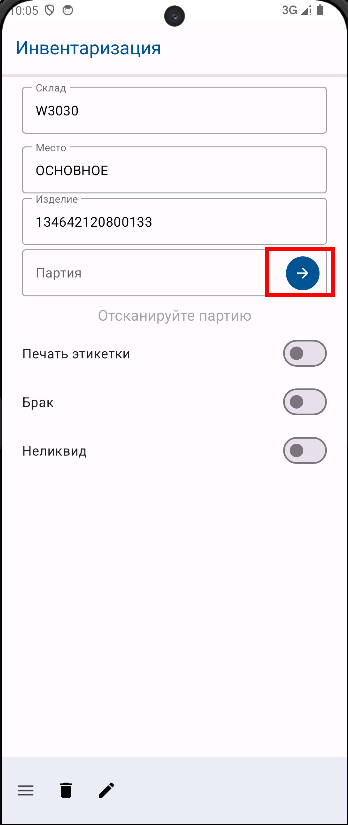 10:05
3G
Инвентаризация
Склад
W3030
Место
ОСНОВНОЕ
Изделие
134642120800133
Партия
Отсканируйте партию
Печать этикетки
Брак
Неликвид